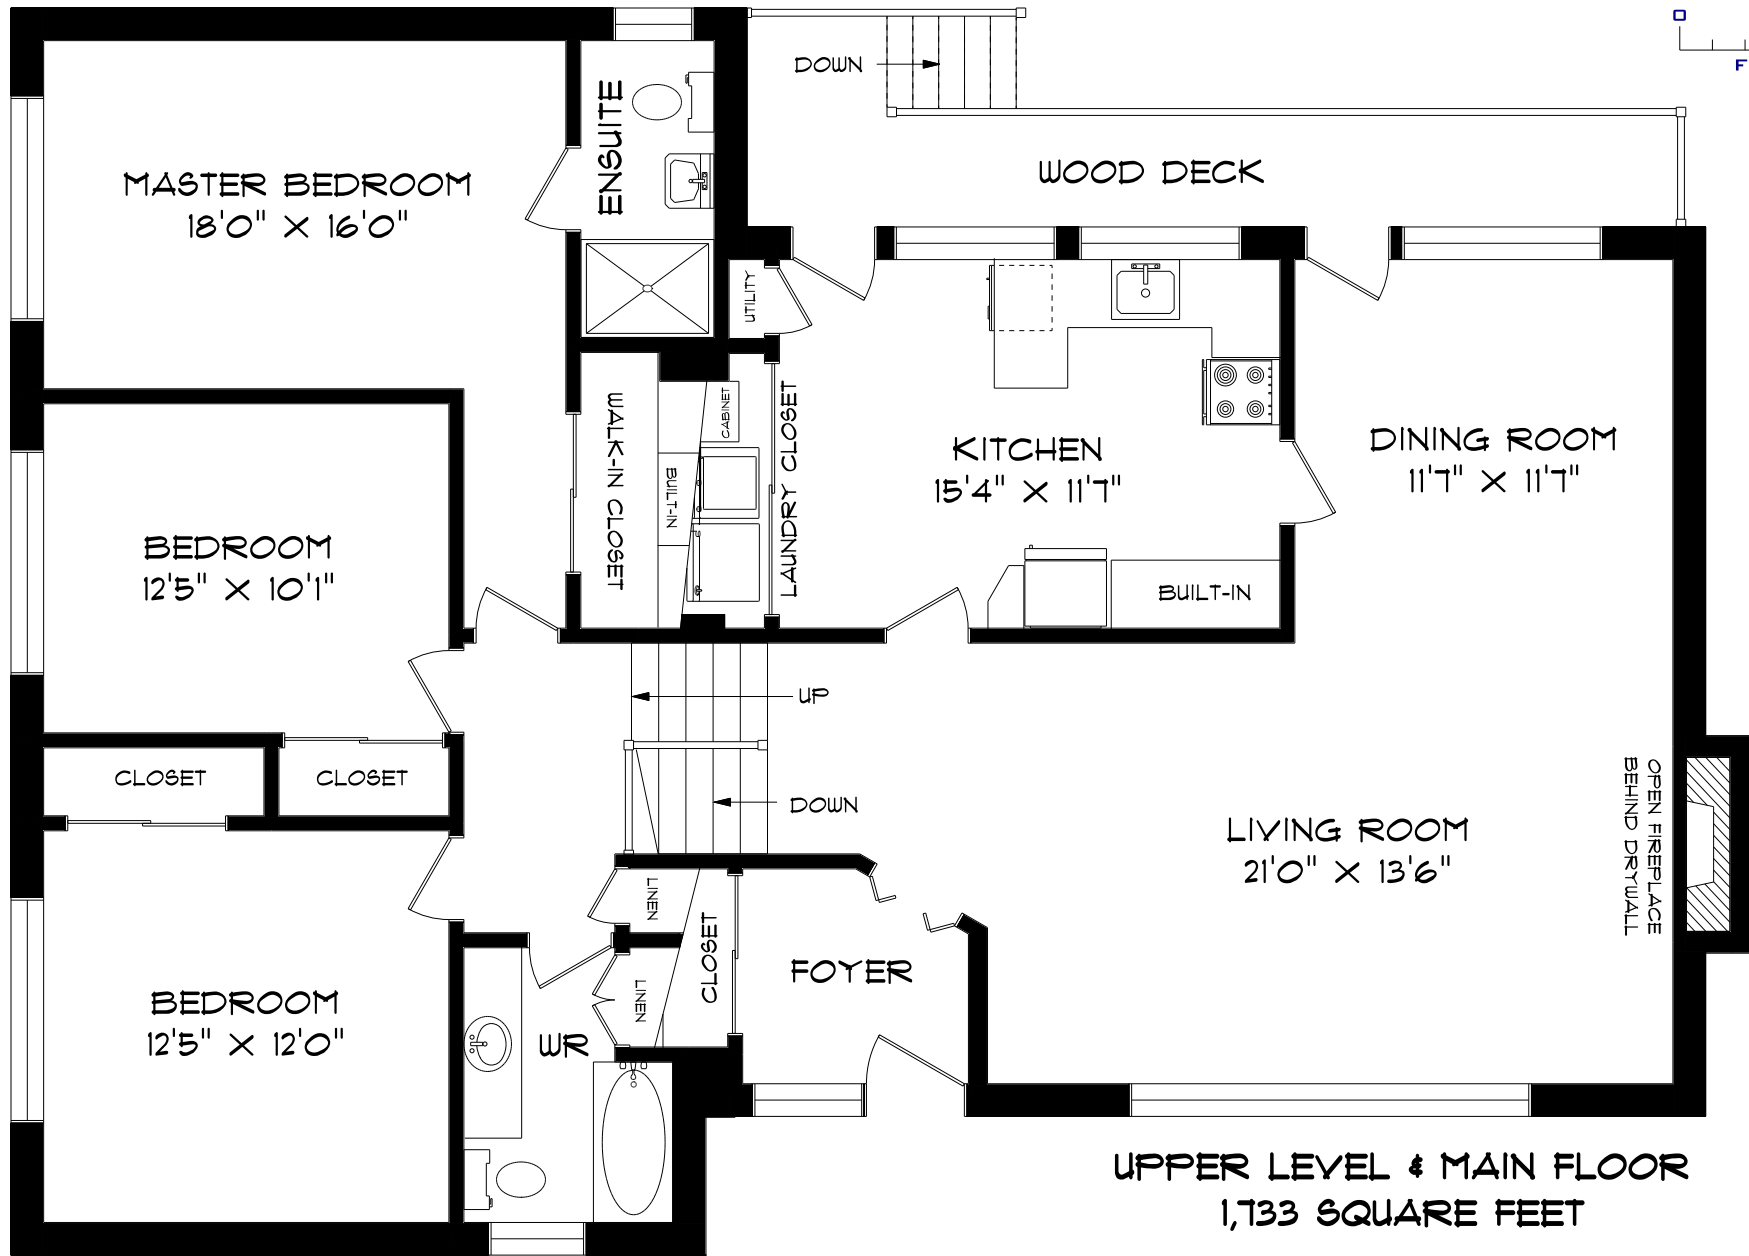 O
F
DOWN
ENSUITE
WOOD DECK
MASTER BEDROOM
18'0" X 16'0"
UTILITY
CABINET
WALK-IN CLOSET
BUILT-IN
LAUNDRY CLOSET
KITCHEN
15'4" X 11'7"
DINING ROOM
11'7" X 11'7"
BEDROOM
12'5" X 10'1"
BUILT-IN
UP
CLOSET
CLOSET
DOWN
OPEN FIREPLACE
BEHIND DRYWALL
LIVING ROOM
21'0" X 13'6"
LINEN
CLOSET
FOYER
LINEN
BEDROOM
12'5" X 12'0"
WR
UPPER LEVEL & MAIN FLOOR
1,733 SQUARE FEET